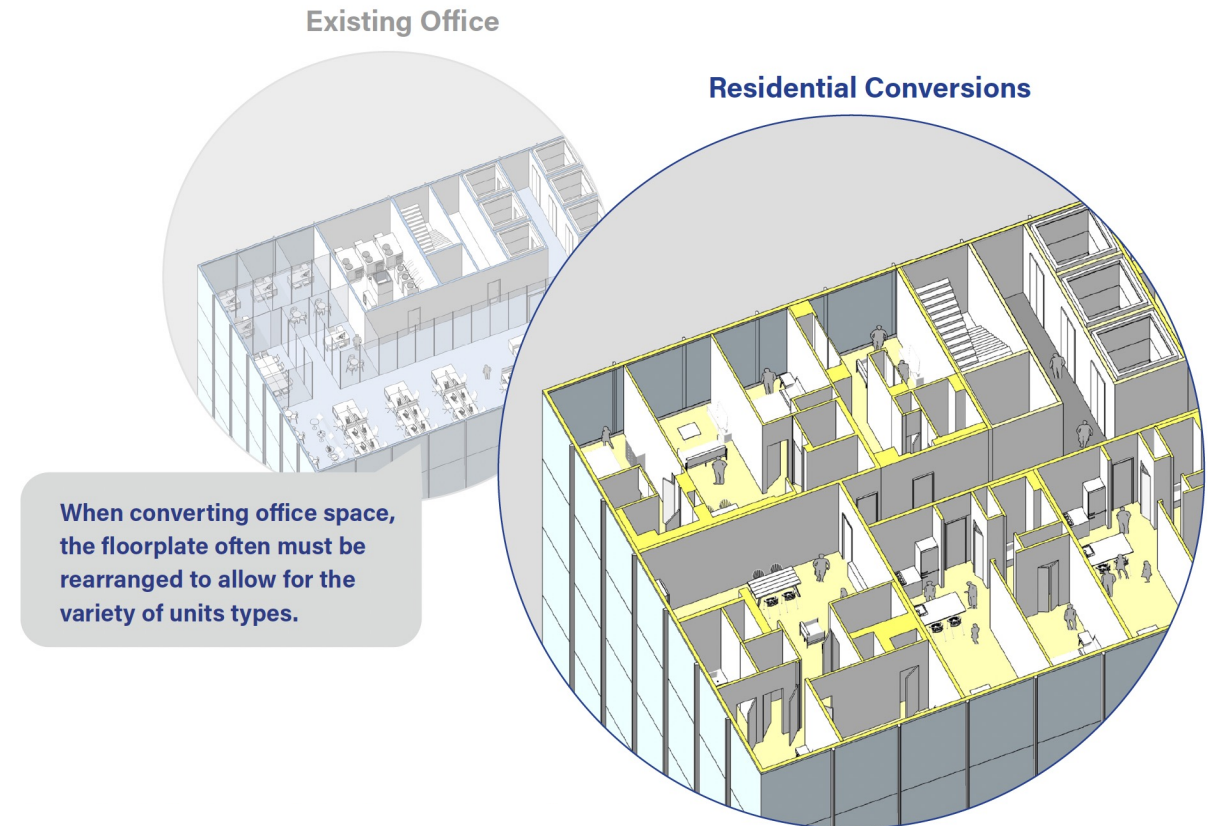 Existing Office
Residential Conversions
When converting office space,
the floorplate often must be
rearranged to allow for the
variety of units types.